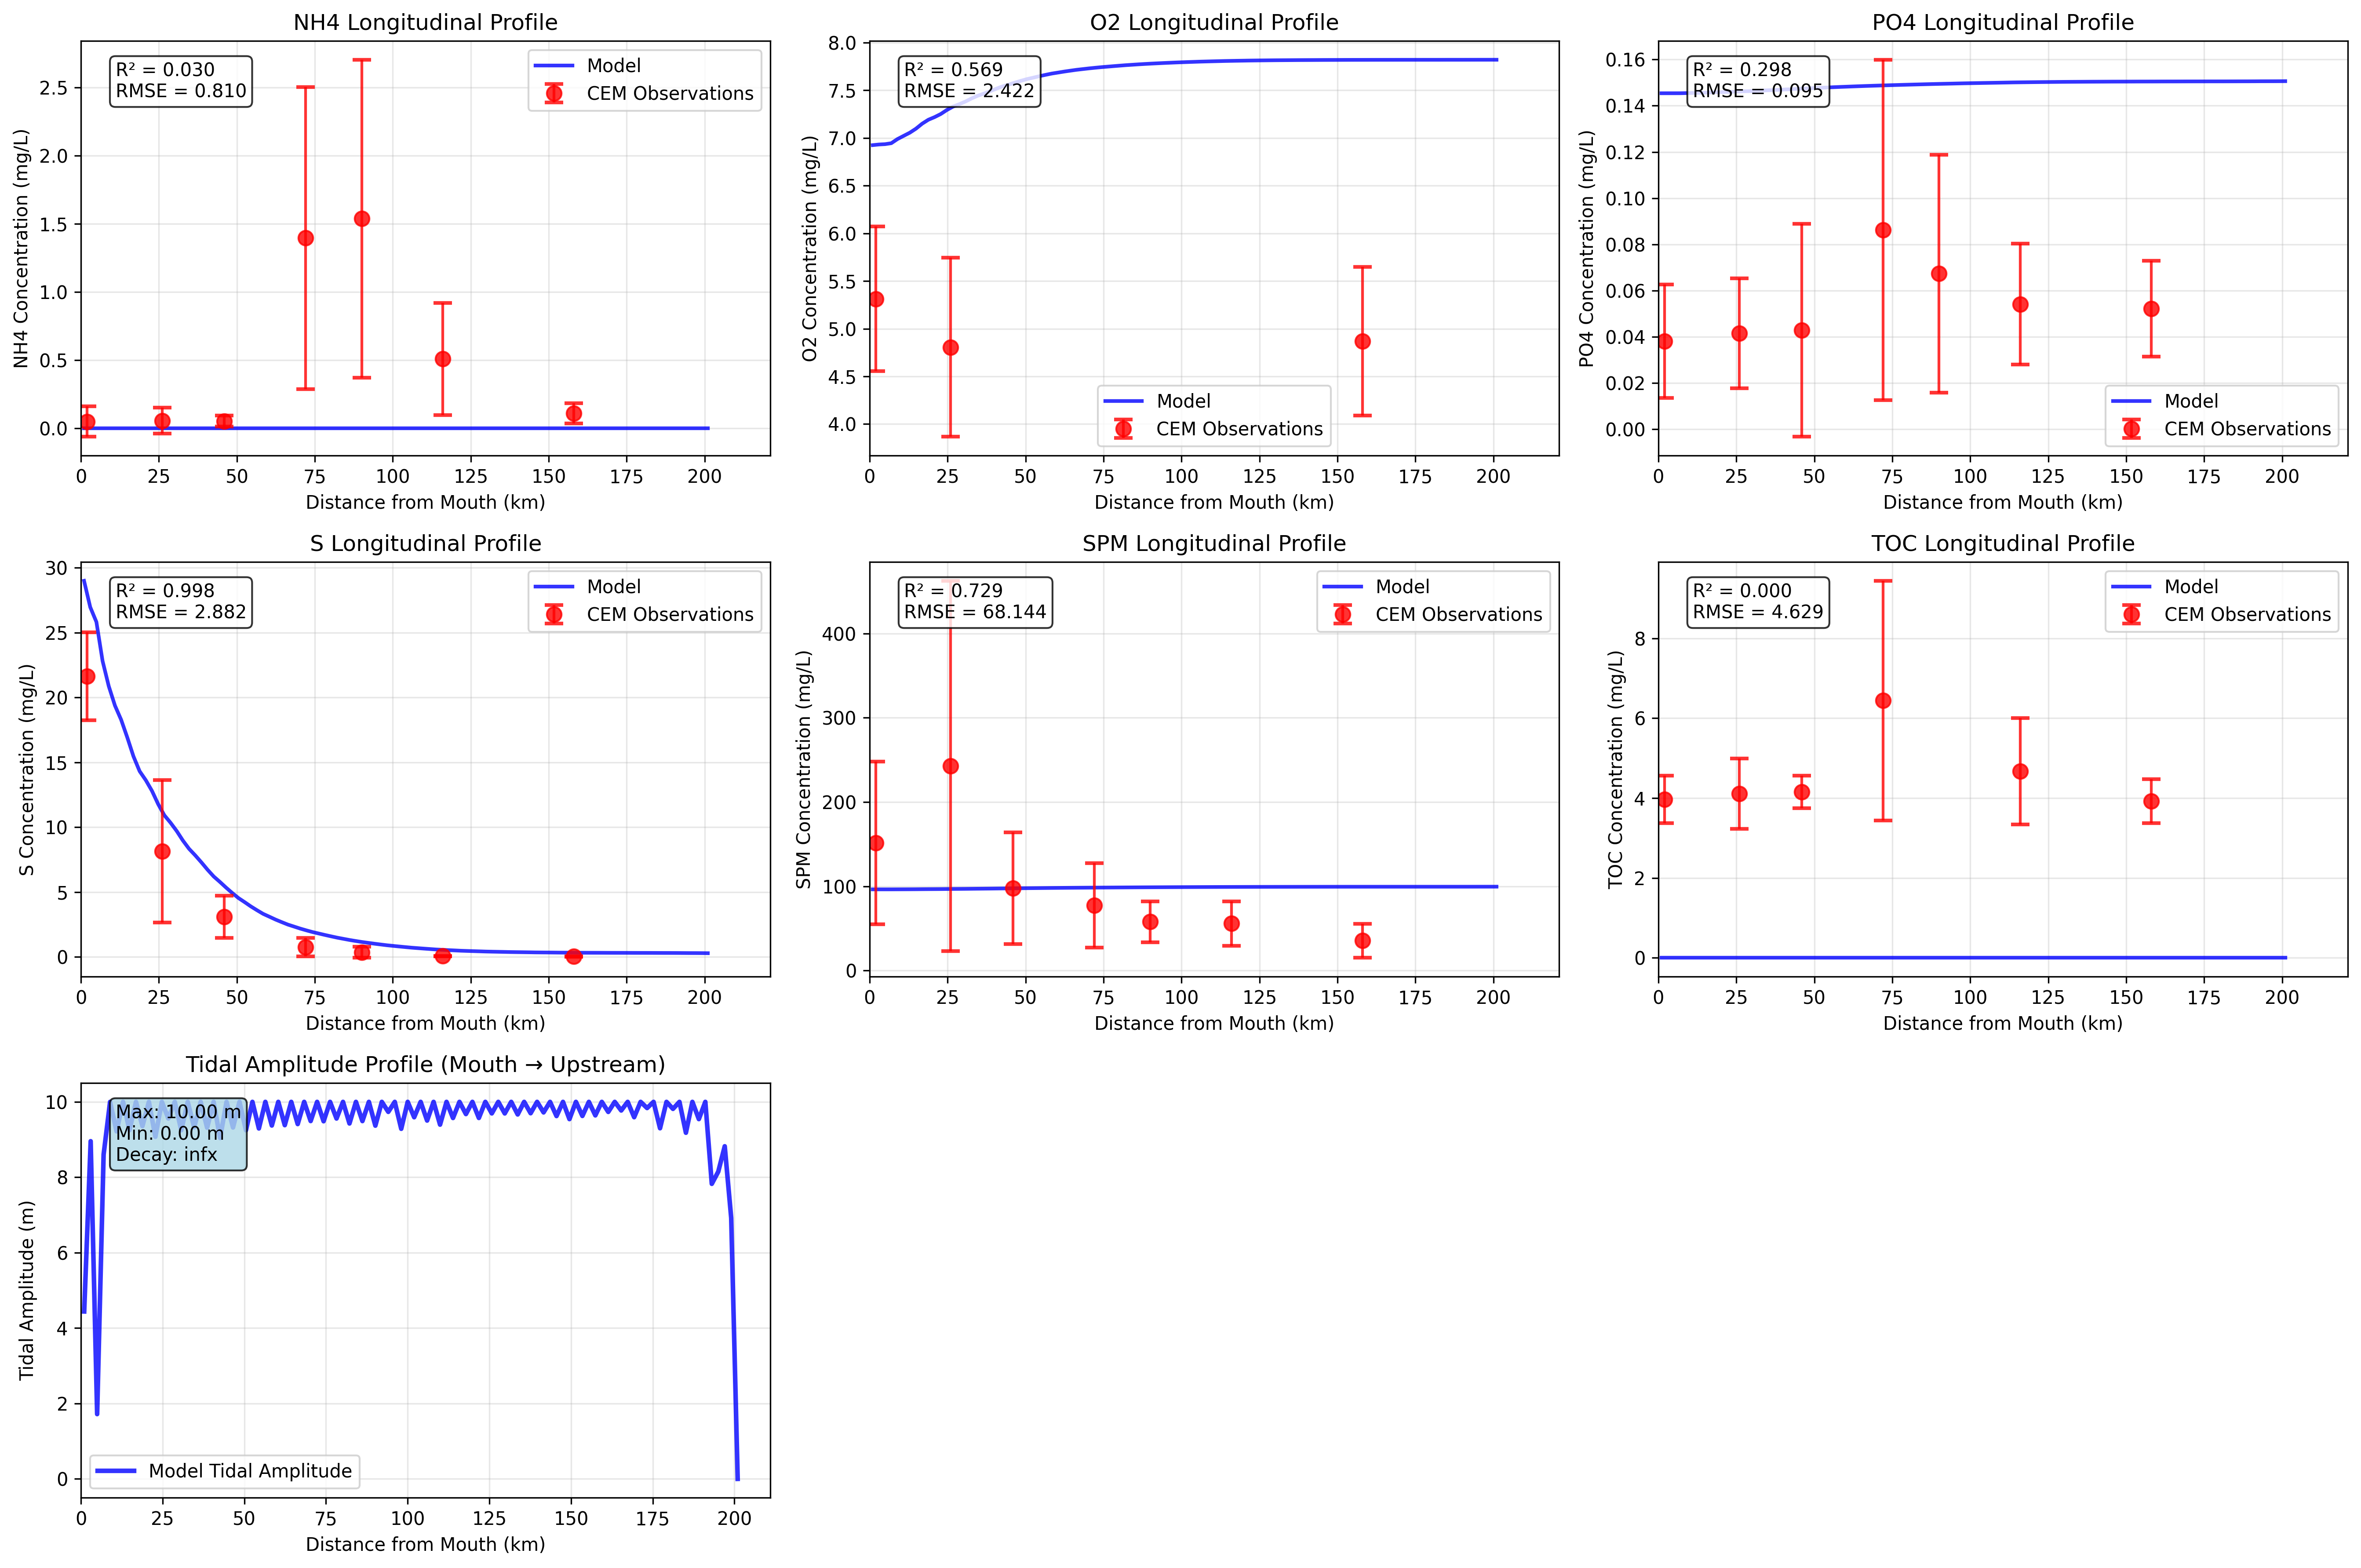 NH4 Longitudinal Profile
R² = 0.030
RMSE = 0.810
Model
CEM Observations
NH4 Concentration (mg/L)
2.5
2.0
1.5
1.0
0.5
0.0
0 25 50 75 100 125 150 175 200
Distance from Mouth (km)
O2 Longitudinal Profile
R² = 0.569
RMSE = 2.422
Model
CEM Observations
O2 Concentration (mg/L)
8.0
7.5
7.0
6.5
6.0
5.5
5.0
4.5
4.0
0 25 50 75 100 125 150 175 200
Distance from Mouth (km)
PO4 Longitudinal Profile
R² = 0.298
RMSE = 0.095
Model
CEM Observations
PO4 Concentration (mg/L)
0.16
0.14
0.12
0.10
0.08
0.06
0.04
0.02
0.00
0 25 50 75 100 125 150 175 200
Distance from Mouth (km)
S Longitudinal Profile
R² = 0.998
RMSE = 2.882
Model
CEM Observations
S Concentration (mg/L)
30
25
20
15
10
5
0
0 25 50 75 100 125 150 175 200
Distance from Mouth (km)
SPM Longitudinal Profile
R² = 0.729
RMSE = 68.144
Model
CEM Observations
SPM Concentration (mg/L)
400
300
200
100
0
0 25 50 75 100 125 150 175 200
Distance from Mouth (km)
TOC Longitudinal Profile
R² = 0.000
RMSE = 4.629
Model
CEM Observations
TOC Concentration (mg/L)
8
6
4
2
0
0 25 50 75 100 125 150 175 200
Distance from Mouth (km)
Tidal Amplitude Profile (Mouth → Upstream)
Max: 10.00 m
Min: 0.00 m
Decay: infx
Tidal Amplitude (m)
10
8
6
4
2
0
Model Tidal Amplitude
0 25 50 75 100 125 150 175 200
Distance from Mouth (km)